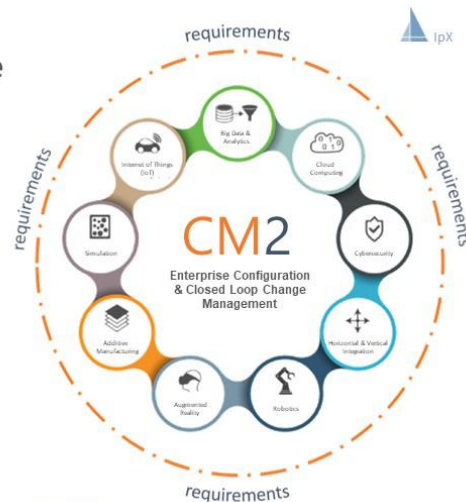 requirements
IpX
e
Big Data &
Analytics
Internet of Things
(IoT)
Cloud
Computing
requirements
requirements
Simulation
CM2
Cybersecurity
Enterprise Configuration
& Closed Loop Change
Management
Additive
Manufacturing
Horizontal & Vertical
Integration
Augmented
Reality
Robotics
requirements